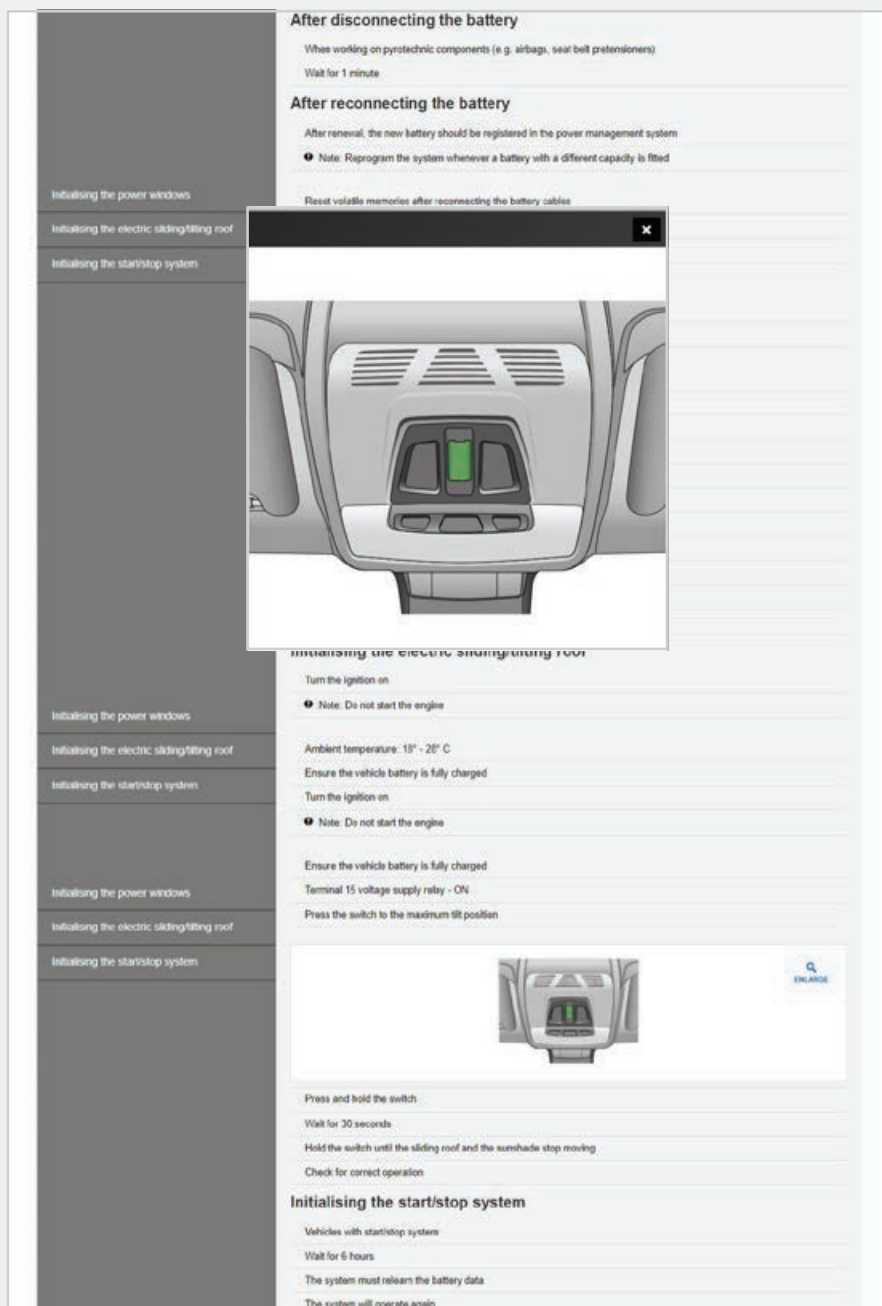 After disconnecting the battery
When working on pyrotechnic components (e.g. airbags, seat belt pretensioners)
Wait for 1 minute
After reconnecting the battery
After renewal, the new battery should be registered in the power management system
Note: Reprogram the system whenever a battery with a different capacity is fitted
Initialising the power windows
Reset volatile memories after reconnecting the battery cables
Initialising the electric sliding/tilting roof
Initialising the start/stop system
Initialising the electric sliding/tilting roof
Turn the ignition on
Note: Do not start the engine
Initialising the power windows
Initialising the electric sliding/tilting roof
Ambient temperature: 18° - 28° C
Ensure the vehicle battery is fully charged
Initialising the start/stop system
Turn the ignition on
Note: Do not start the engine
Ensure the vehicle battery is fully charged
Initialising the power windows
Terminal 15 voltage supply relay - ON
Press the switch to the maximum tilt position
Initialising the electric sliding/tilting roof
Initialising the start/stop system
ENLARGE
Press and hold the switch
Wait for 30 seconds
Hold the switch until the sliding roof and the sunshade stop moving
Check for correct operation
Initialising the start/stop system
Vehicles with start/stop system
Wait for 6 hours
The system must relearn the battery data
The system will operate again